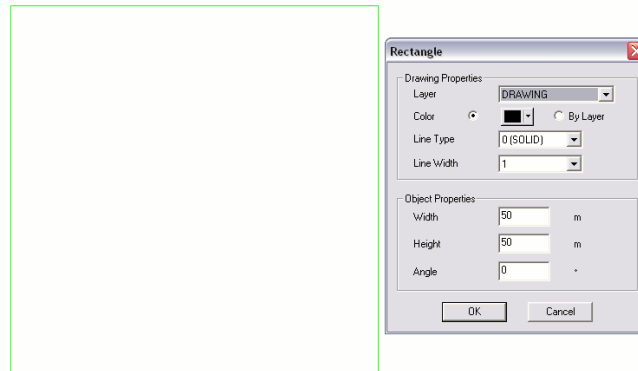 Rectangle
Drawing Properties
Layer DRAWING
Color By Layer
Line Type 0 (SOLID)
Line Width 1
Object Properties
Width 50 m
Height 50 m
Angle 0 °
OK Cancel